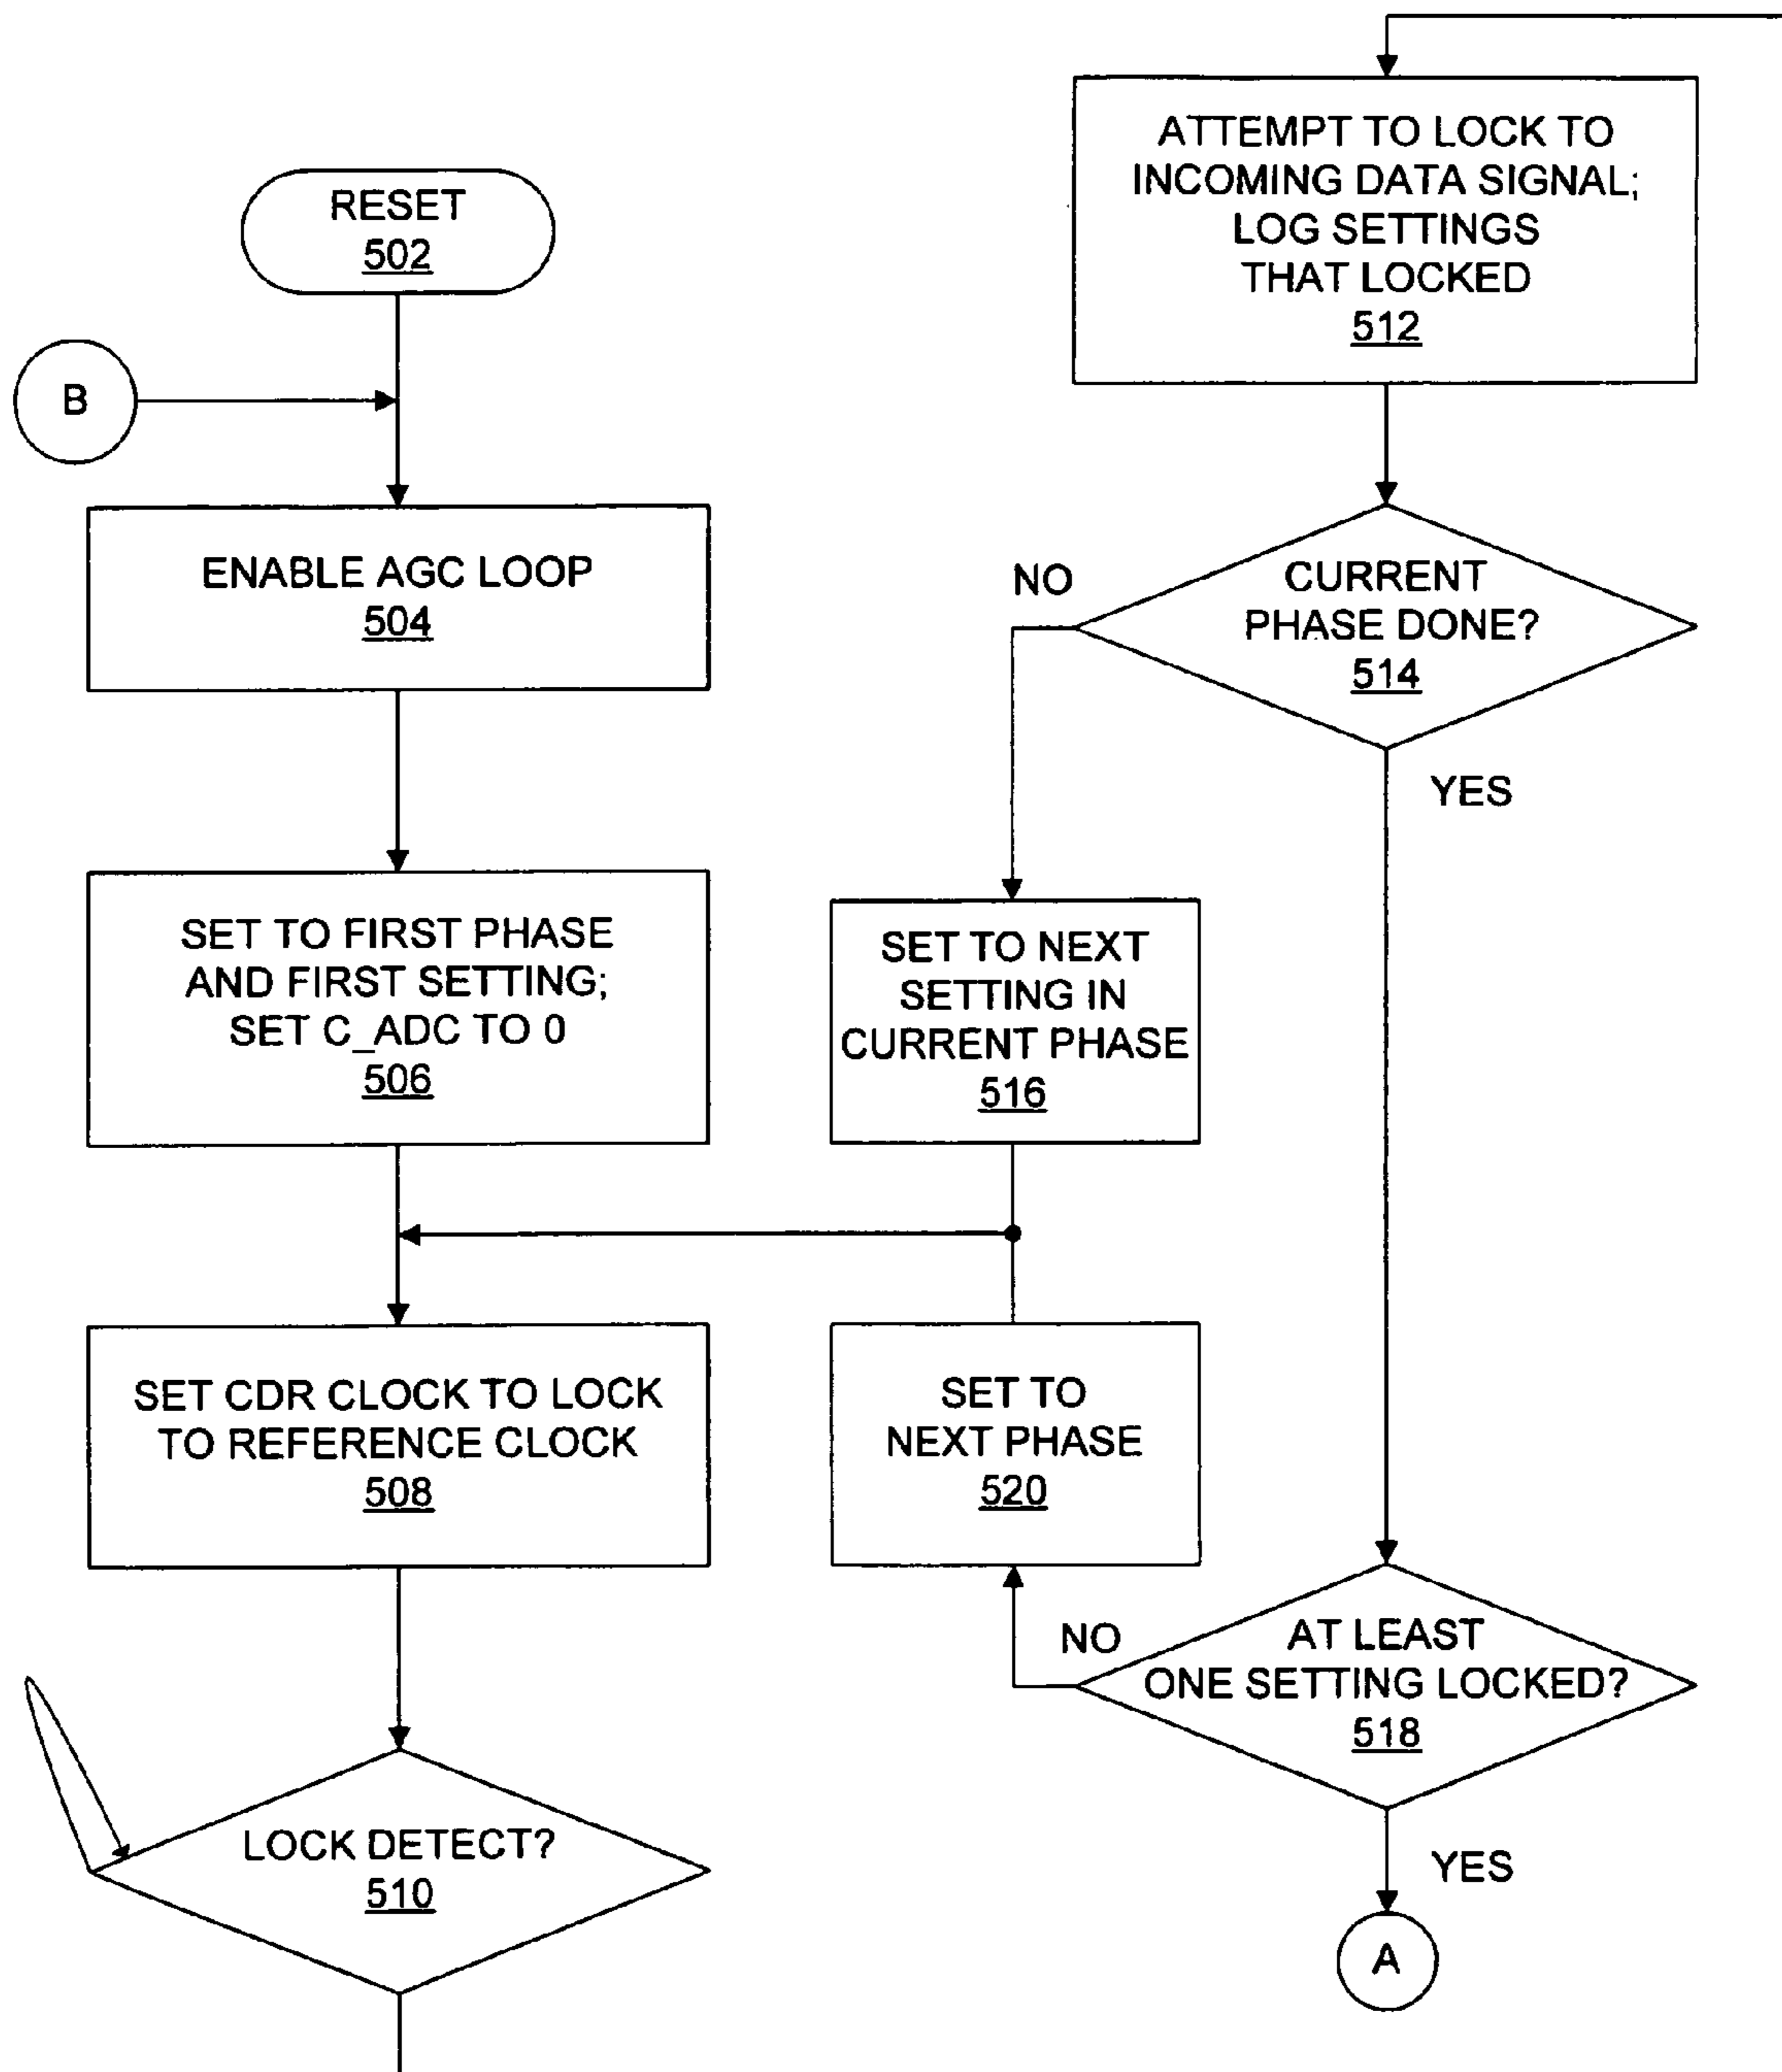 RESET
502
B
ENABLE AGC LOOP
504
SET TO FIRST PHASE
AND FIRST SETTING;
SET C_ADC TO 0
506
SET CDR CLOCK TO LOCK
TO REFERENCE CLOCK
508
LOCK DETECT?
510
ATTEMPT TO LOCK TO
INCOMING DATA SIGNAL;
LOG SETTINGS
THAT LOCKED
512
CURRENT
PHASE DONE?
514
NO
YES
SET TO NEXT
SETTING IN
CURRENT PHASE
516
AT LEAST
ONE SETTING LOCKED?
518
NO
SET TO
NEXT PHASE
520
YES
A